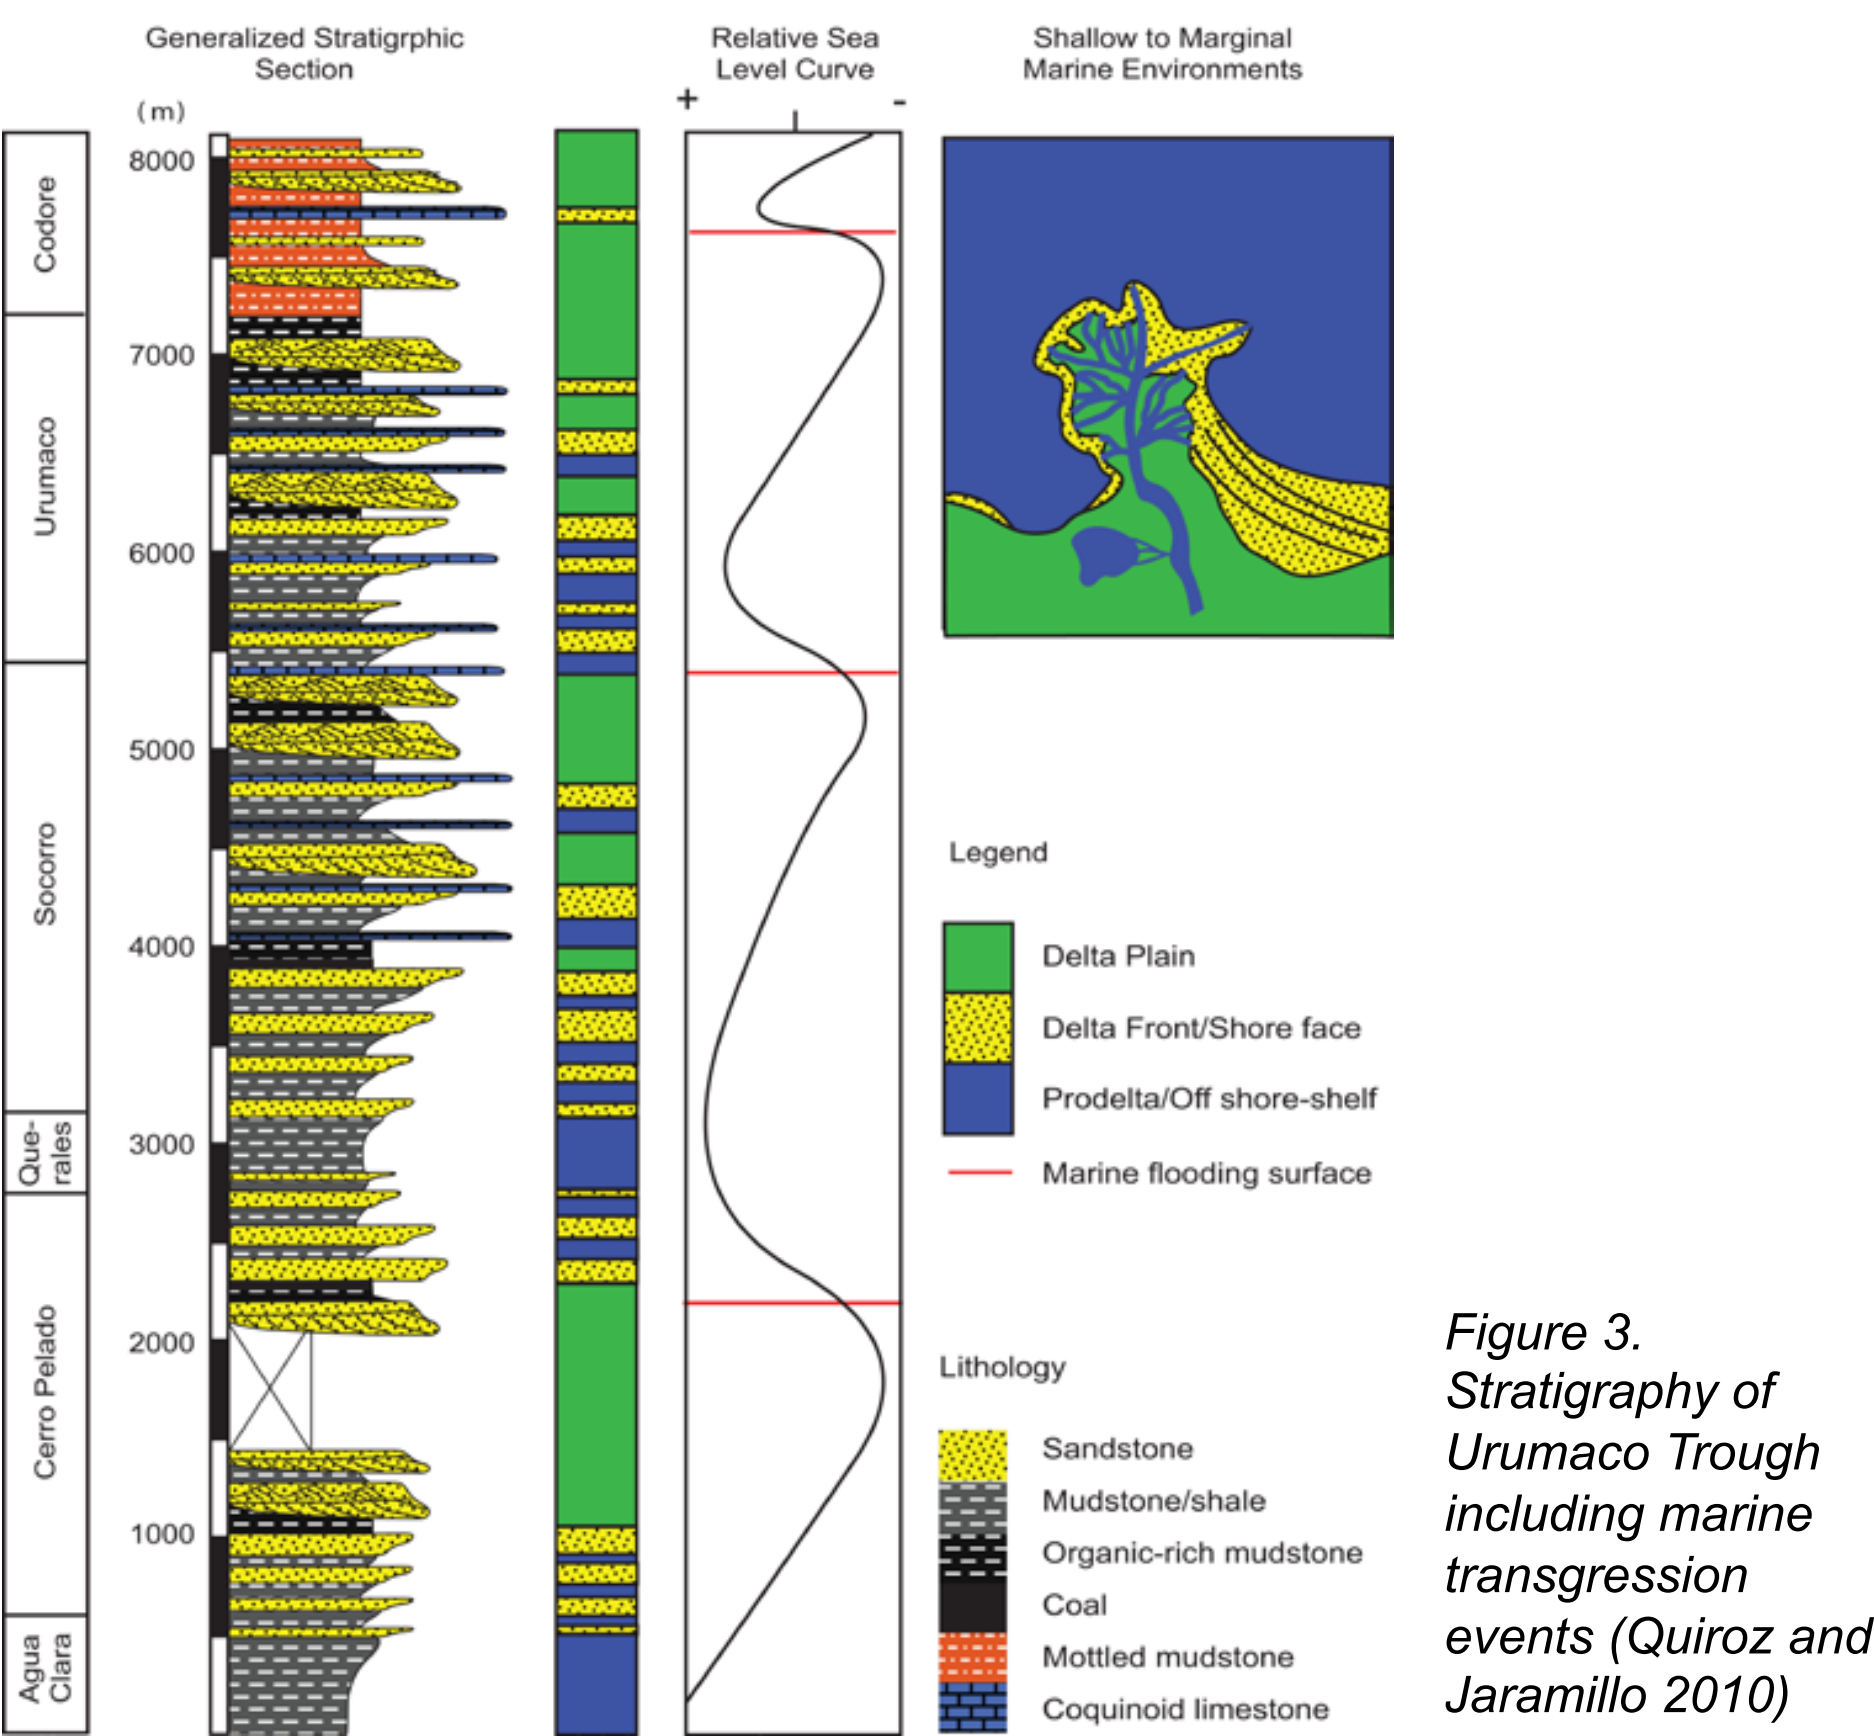 Generalized Stratigrphic
Section
Relative Sea
Level Curve
Shallow to Marginal
Marine Environments
(m)
+
-
Codore
Urumaco
Socorro
Que-
rales
Cerro Pelado
Agua
Clara
8000
7000
6000
5000
4000
3000
2000
1000
Legend
Delta Plain
Delta Front/Shore face
Prodelta/Off shore-shelf
Marine flooding surface
Lithology
Sandstone
Mudstone/shale
Organic-rich mudstone
Coal
Mottled mudstone
Coquinoid limestone
Figure 3.
Stratigraphy of
Urumaco Trough
including marine
transgression
events (Quiroz and
Jaramillo 2010)